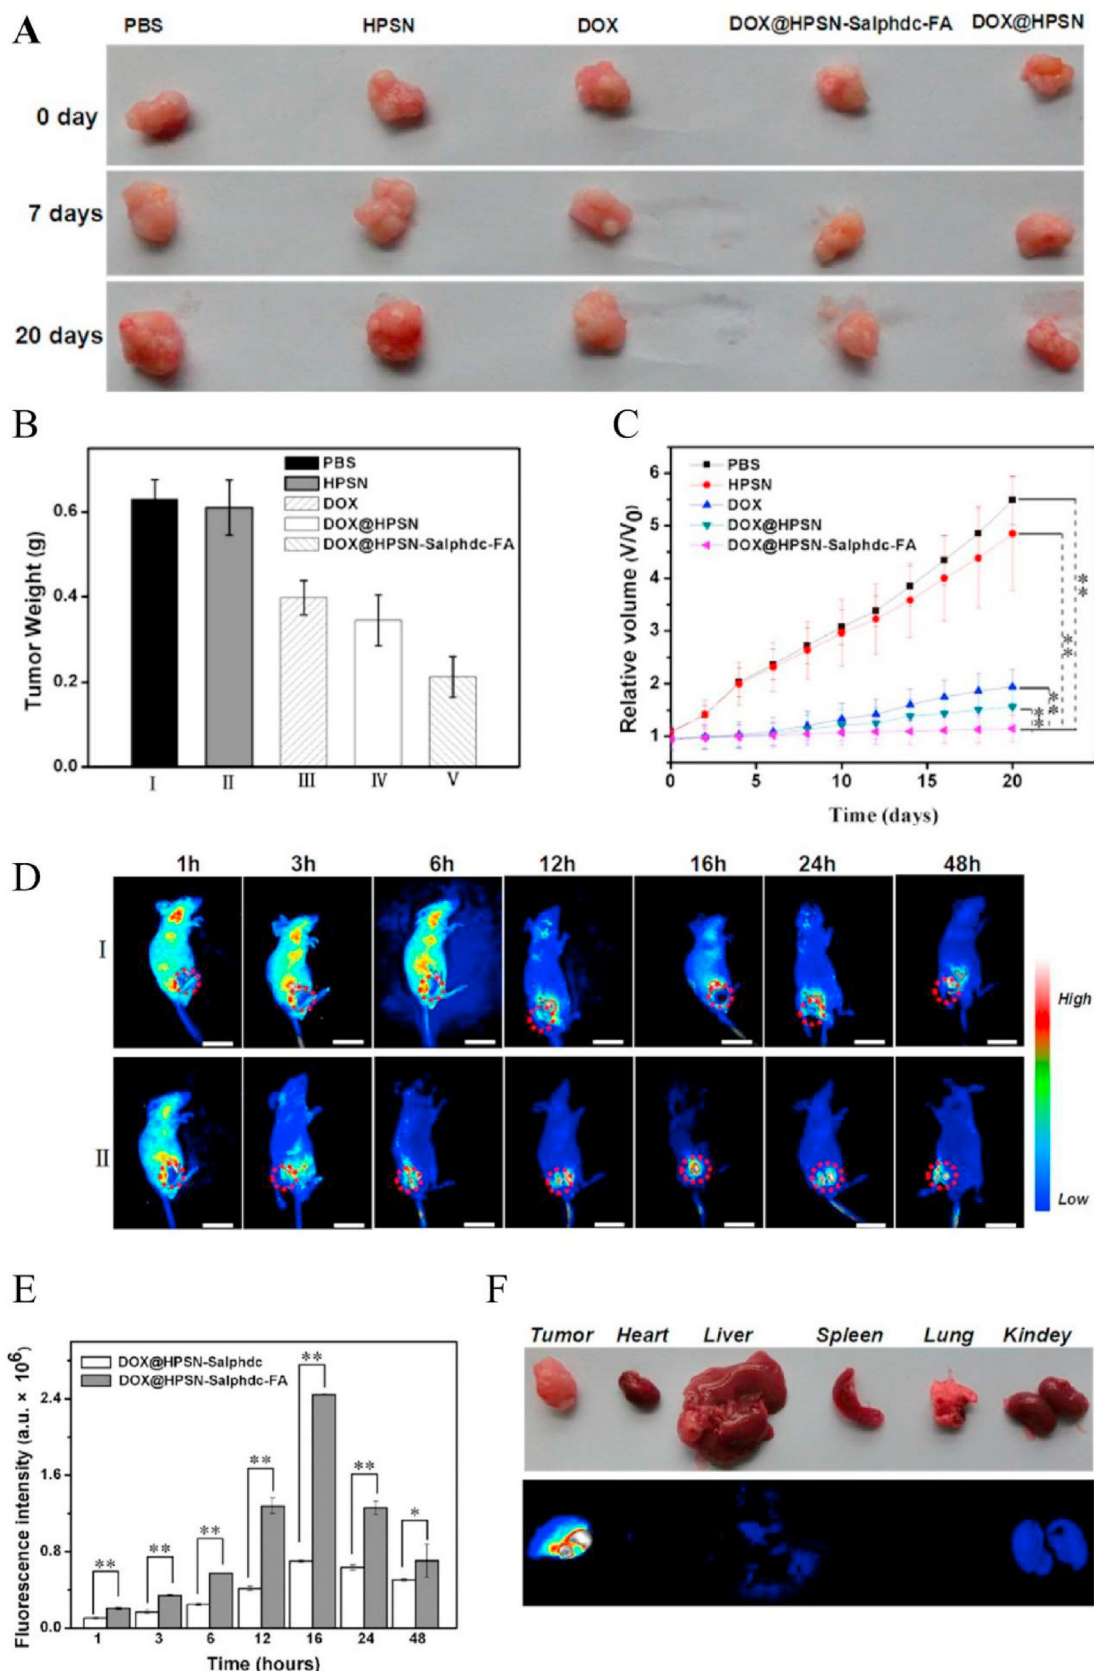 A
PBS HPSN DOX DOX@HPSN-Salphdc-FA DOX@HPSN
0 day
7 days
20 days
B
PBS
HPSN
DOX
DOX@HPSN
DOX@HPSN-Salphdc-FA
Tumor Weight (g)
0.6
0.4
0.2
0.0
I II III IV V
C
PBS
HPSN
DOX
DOX@HPSN
DOX@HPSN-Salphdc-FA
Relative volume (V/V0)
6
5
4
3
2
1
0 5 10 15 20
Time (days)
**
**
**
**
D
1h 3h 6h 12h 16h 24h 48h
I
II
High
Low
E
DOX@HPSN-Salphdc
DOX@HPSN-Salphdc-FA
Fluorescence intensity (a.u. × 10⁶)
2.4
1.6
0.8
0.0
** ** ** ** ** ** *
1 3 6 12 16 24 48
Time (hours)
F
Tumor Heart Liver Spleen Lung Kindey